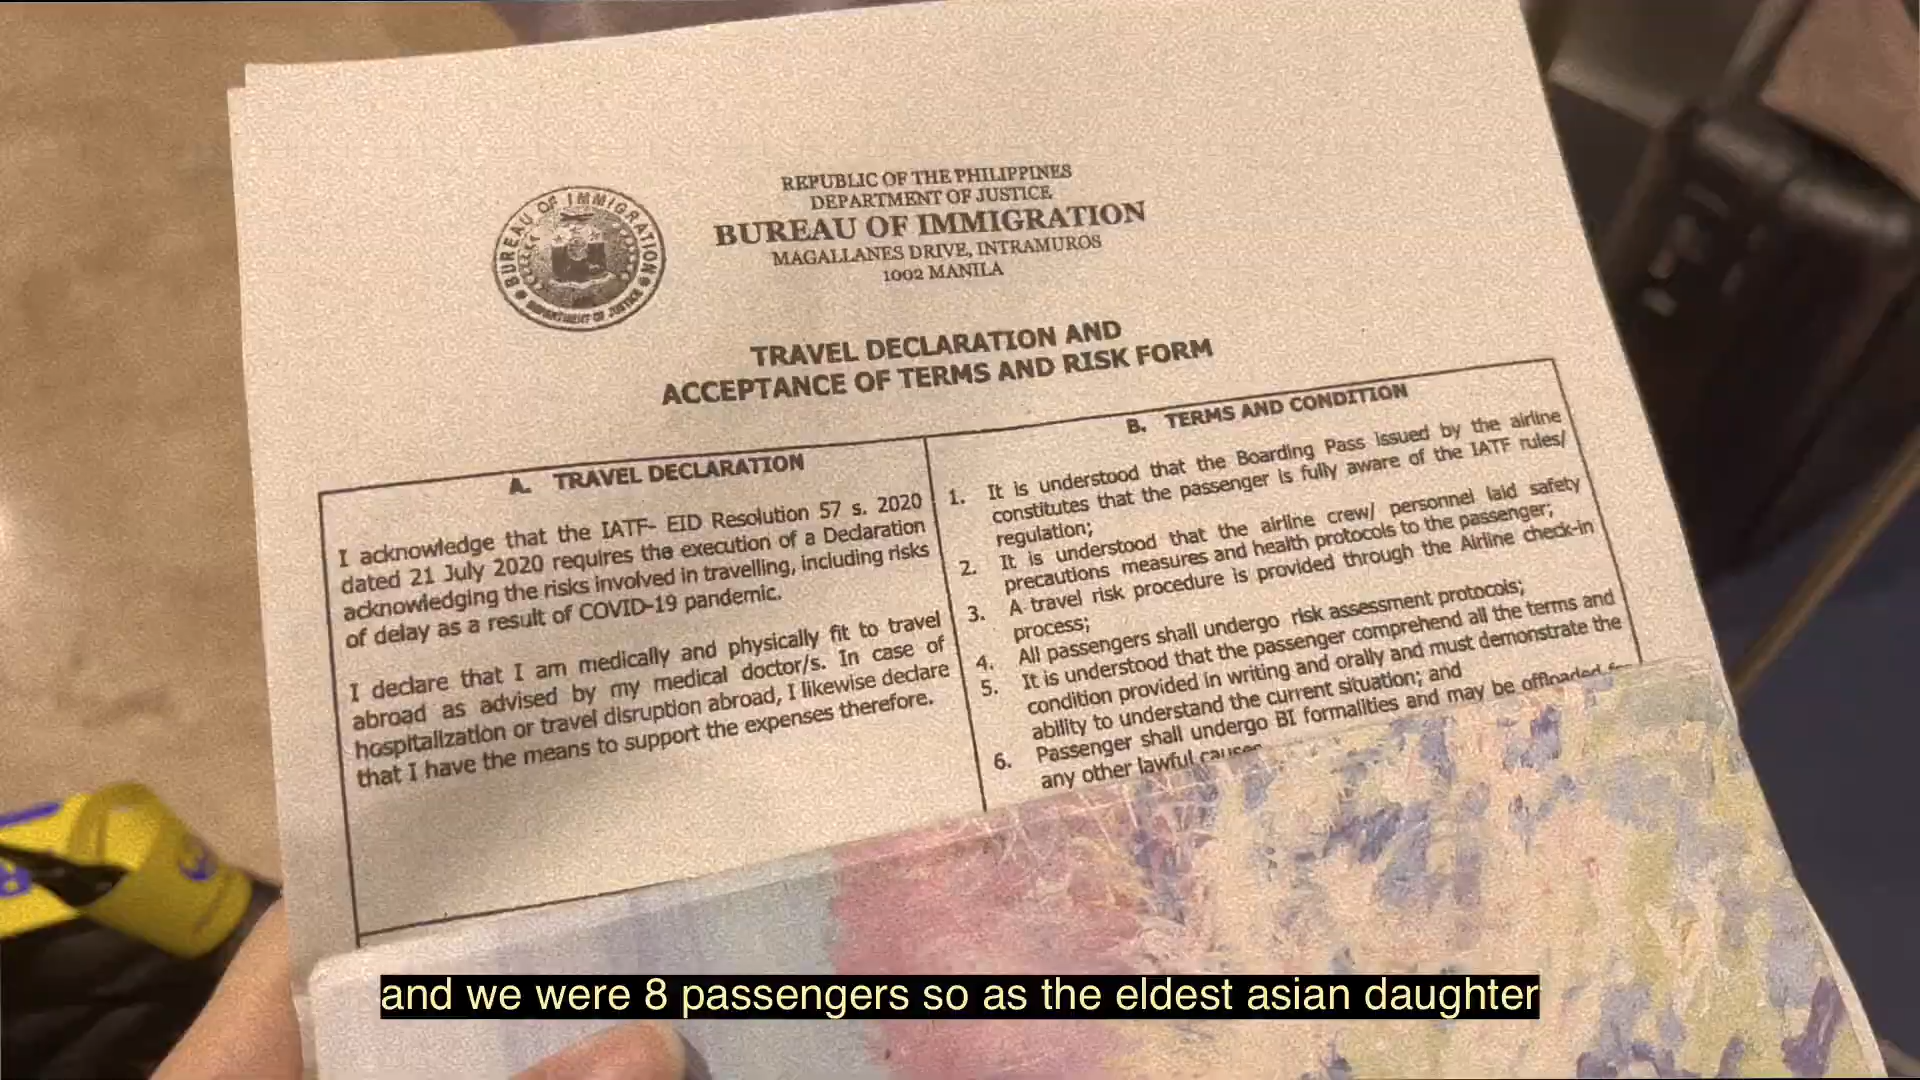 BUREAU OF IMMIGRATION
DEPARTMENT OF JUSTICE
REPUBLIC OF THE PHILIPPINES
DEPARTMENT OF JUSTICE
BUREAU OF IMMIGRATION
MAGALLANES DRIVE, INTRAMUROS
1002 MANILA
TRAVEL DECLARATION AND
ACCEPTANCE OF TERMS AND RISK FORM
A. TRAVEL DECLARATION
I acknowledge that the IATF- EID Resolution 57 s. 2020
dated 21 July 2020 requires the execution of a Declaration
acknowledging the risks involved in travelling, including risks
of delay as a result of COVID-19 pandemic.
I declare that I am medically and physically fit to travel
abroad as advised by my medical doctor/s. In case of
hospitalization or travel disruption abroad, I likewise declare
that I have the means to support the expenses therefore.
B. TERMS AND CONDITION
1. It is understood that the Boarding Pass issued by the airline
constitutes that the passenger is fully aware of the IATF rules/
regulation;
2. It is understood that the airline crew/ personnel laid safety
precautions measures and health protocols to the passenger;
3. A travel risk procedure is provided through the Airline check-in
process;
4. All passengers shall undergo risk assessment protocols;
5. It is understood that the passenger comprehend all the terms and
condition provided in writing and orally and must demonstrate the
ability to understand the current situation; and
6. Passenger shall undergo BI formalities and may be offloaded for
any other lawful causes
and we were 8 passengers so as the eldest asian daughter